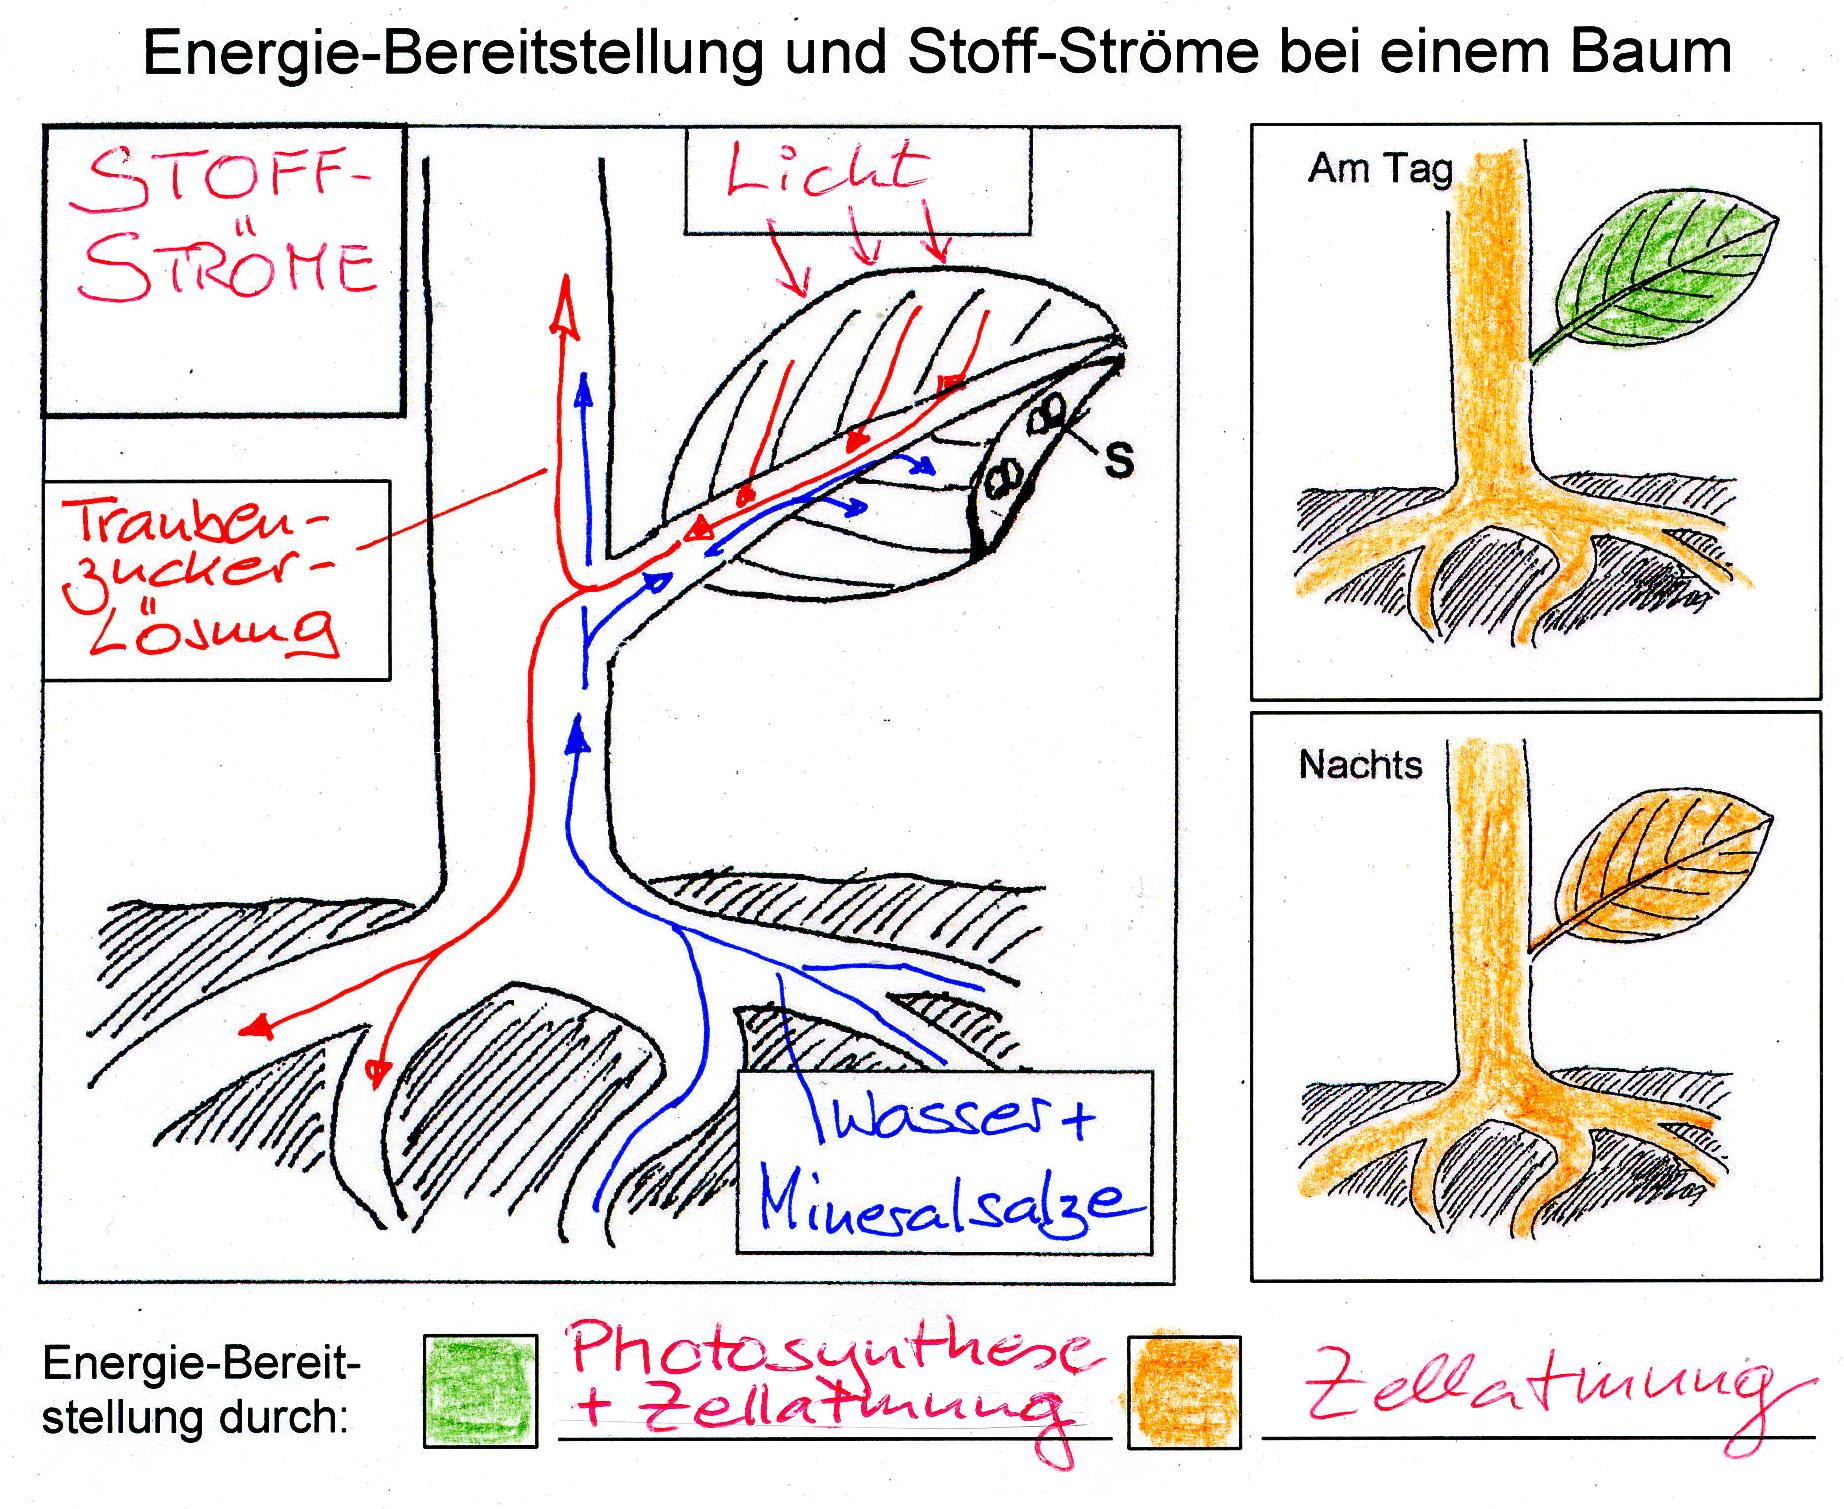 Energie-Bereitstellung und Stoff-Ströme bei einem Baum
STOFF-
STRÖME
Licht
S
Trauben-
zucker-
Lösung
Wasser+
Mineralsalze
Am Tag
Nachts
Energie-Bereit-
stellung durch:
Photosynthese
+ Zellatmung
Zellatmung